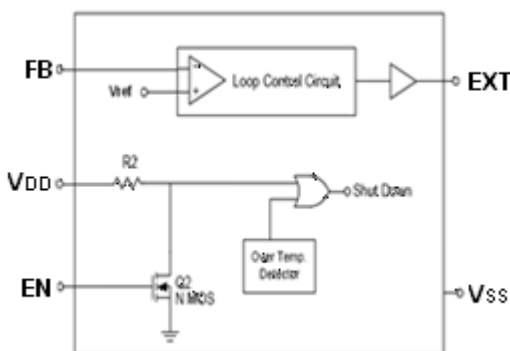 FB
Vref
Loop Control Circuit
EXT
VDD
R2
Shut Down
Over Temp.
Detector
EN
Q2
N MOS
VSS